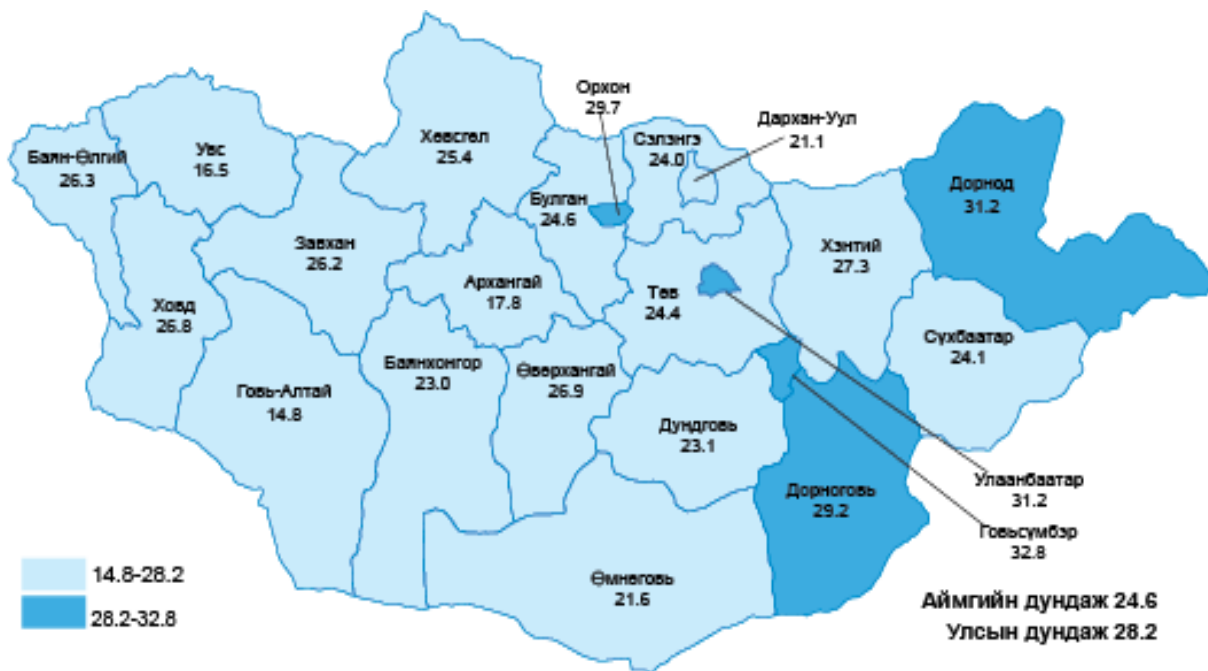 Орхон
29.7
Дархан-Уул
21.1
Хөвсгөл
25.4
Сэлэнгэ
24.0
Увс
16.5
Баян-Өлгий
26.3
Булган
24.6
Дорнод
31.2
Завхан
26.2
Хэнтий
27.3
Архангай
17.8
Төв
24.4
Ховд
26.8
Сүхбаатар
24.1
Баянхонгор
23.0
Өвөрхангай
26.9
Говь-Алтай
14.8
Дундговь
23.1
Улаанбаатар
31.2
Дорноговь
29.2
Говьсүмбэр
32.8
Өмнөговь
21.6
14.8-28.2
28.2-32.8
Аймгийн дундаж 24.6
Улсын дундаж 28.2